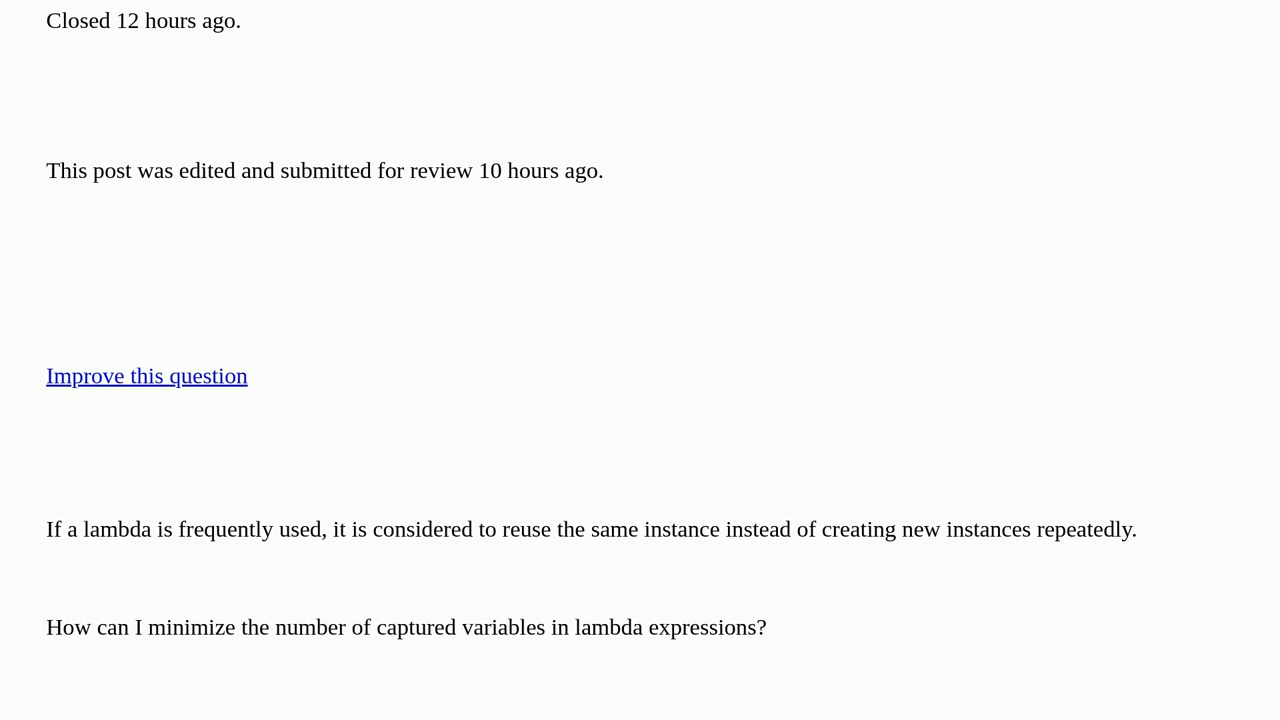 Closed 12 hours ago.
This post was edited and submitted for review 10 hours ago.
Improve this question
If a lambda is frequently used, it is considered to reuse the same instance instead of creating new instances repeatedly.
How can I minimize the number of captured variables in lambda expressions?